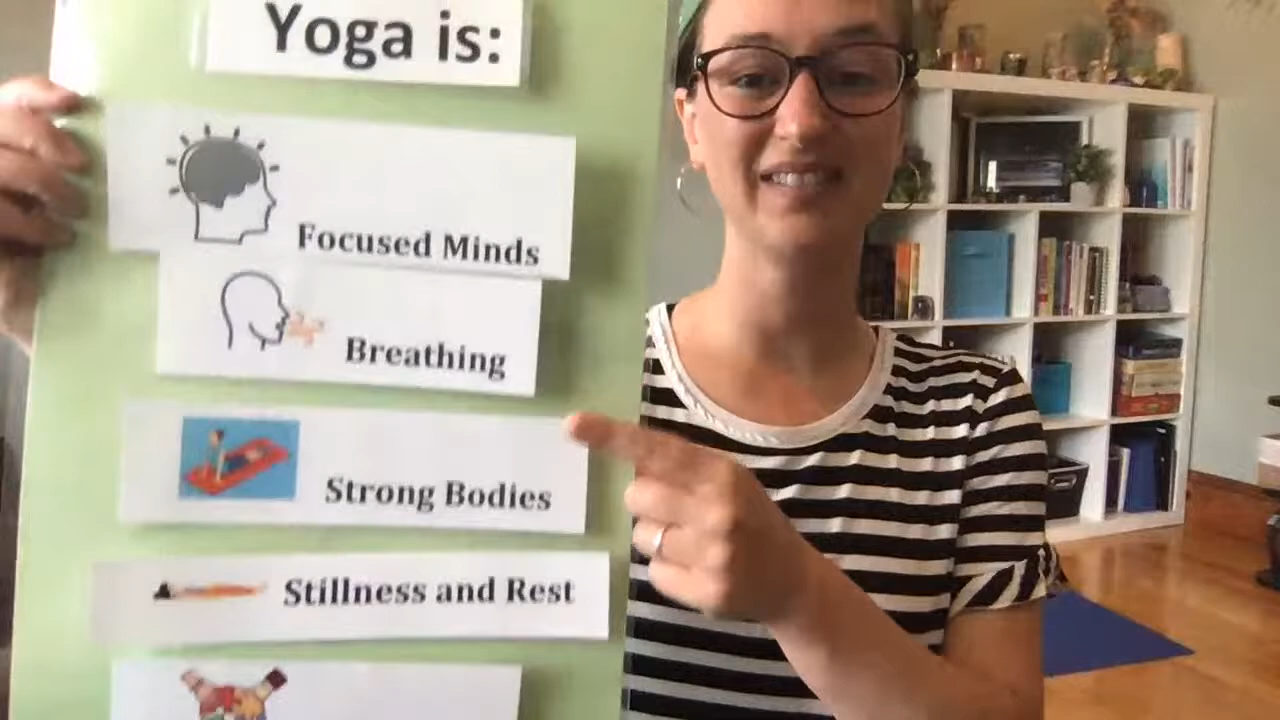 Yoga is:
Focused Minds
Breathing
Strong Bodies
Stillness and Rest